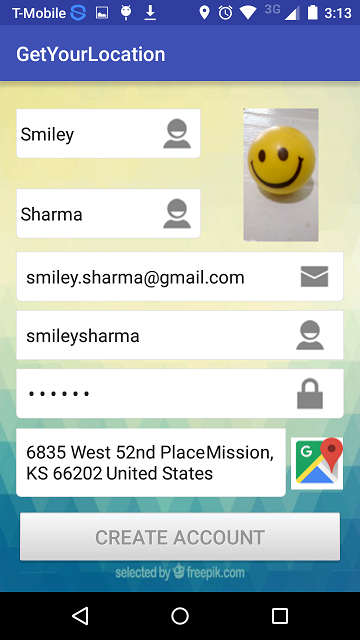 T-Mobile 3G 3:13
GetYourLocation
Smiley
Sharma
smiley.sharma@gmail.com
smileysharma
••••••
6835 West 52nd PlaceMission,
KS 66202 United States
G
CREATE ACCOUNT
selected by freepik.com